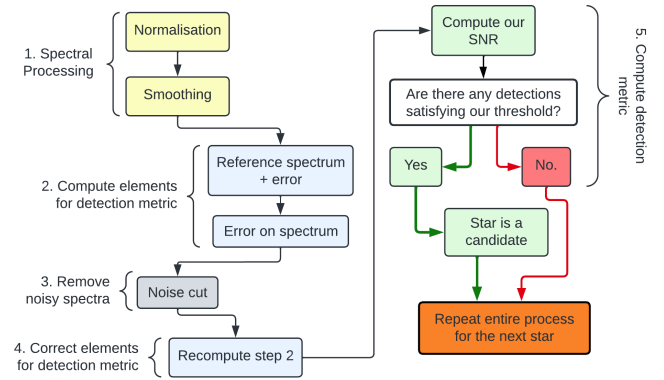 1. Spectral
Processing
Normalisation
Smoothing
2. Compute elements
for detection metric
Reference spectrum
+ error
Error on spectrum
3. Remove
noisy spectra
Noise cut
4. Correct elements
for detection metric
Recompute step 2
Compute our
SNR
Are there any detections
satisfying our threshold?
Yes
No.
Star is a
candidate
Repeat entire process
for the next star
5. Compute detection
metric